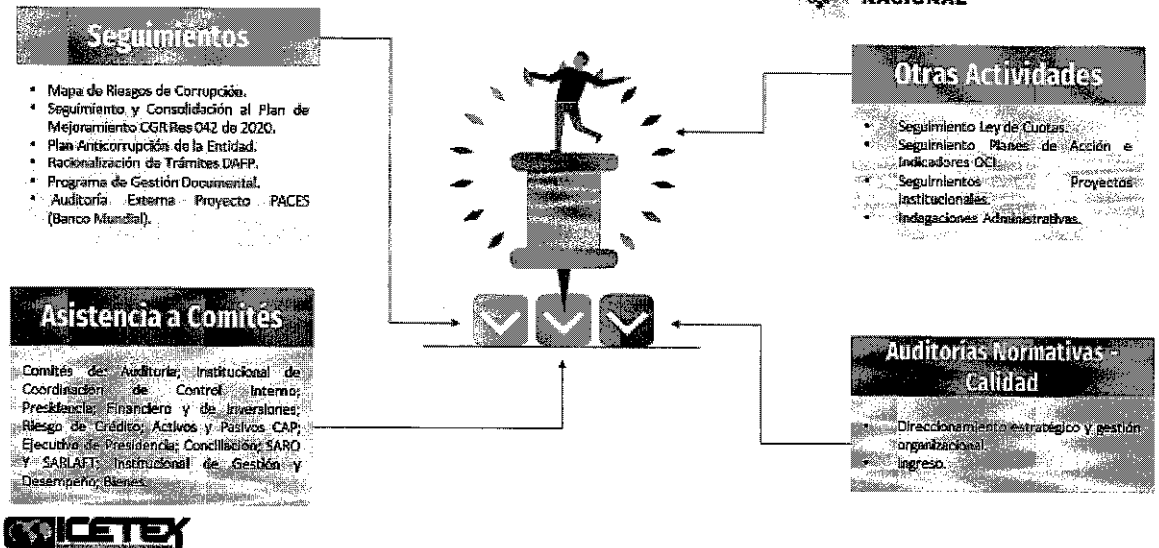 NACIONAL
Seguimientos
• Mapa de Riesgos de Corrupción.
• Seguimiento y Consolidación al Plan de
Mejoramiento CGR Res 042 de 2020.
• Plan Anticorrupción de la Entidad.
• Racionalización de Trámites DAFP.
• Programa de Gestión Documental.
• Auditoría Externa Proyecto PACES
(Banco Mundial).
Otras Actividades
• Seguimiento Ley de Cuotas.
• Seguimiento Planes de Acción e
Indicadores OCI.
• Seguimientos Proyectos
Institucionales.
• Indagaciones Administrativas.
Asistencia a Comités
Comités de: Auditoría; Institucional de
Coordinación de Control Interno;
Presidencia; Financiero y de Inversiones;
Riesgo de Crédito; Activos y Pasivos CAP;
Ejecutivo de Presidencia; Conciliación; SARO
Y SARLAFT; Institucional de Gestión y
Desempeño; Bienes.
Auditorías Normativas -
Calidad
• Direccionamiento estratégico y gestión
organizacional.
• Ingreso.
ICETEX